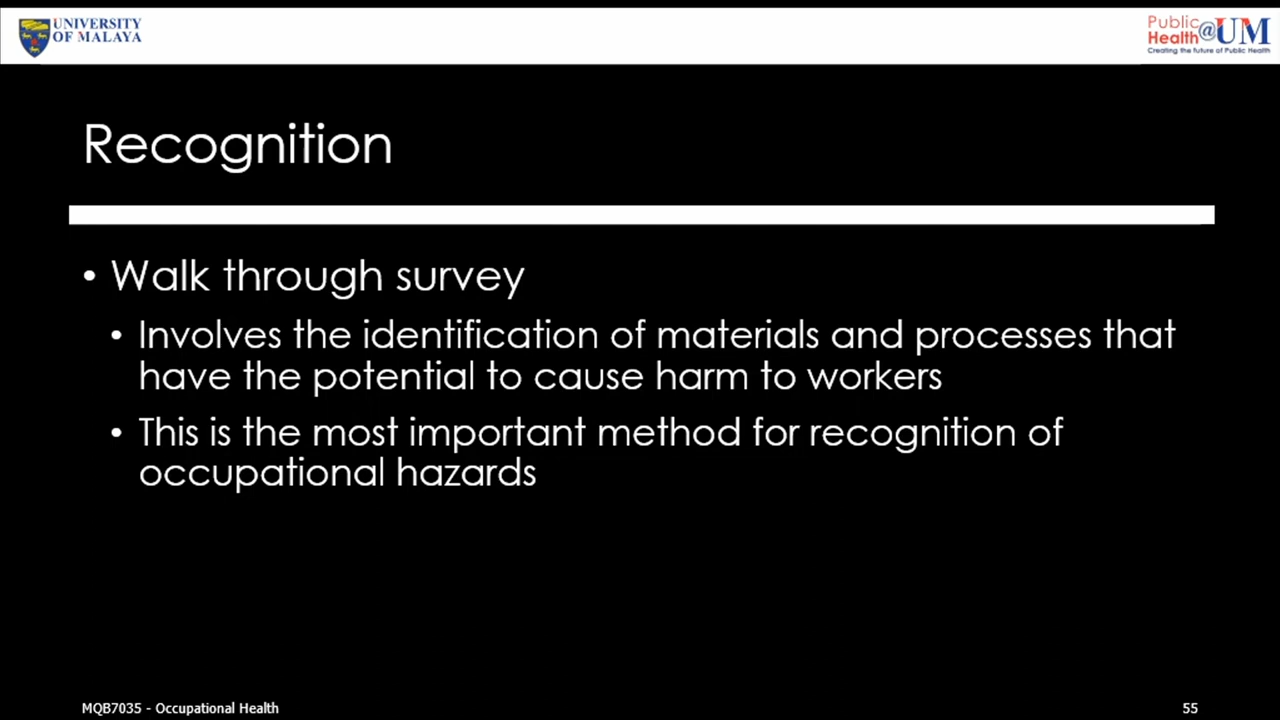 UNIVERSITY
OF MALAYA
Public
Health@UM
Creating the future of Public Health
Recognition
• Walk through survey
• Involves the identification of materials and processes that
have the potential to cause harm to workers
• This is the most important method for recognition of
occupational hazards
MQB7035 - Occupational Health
55